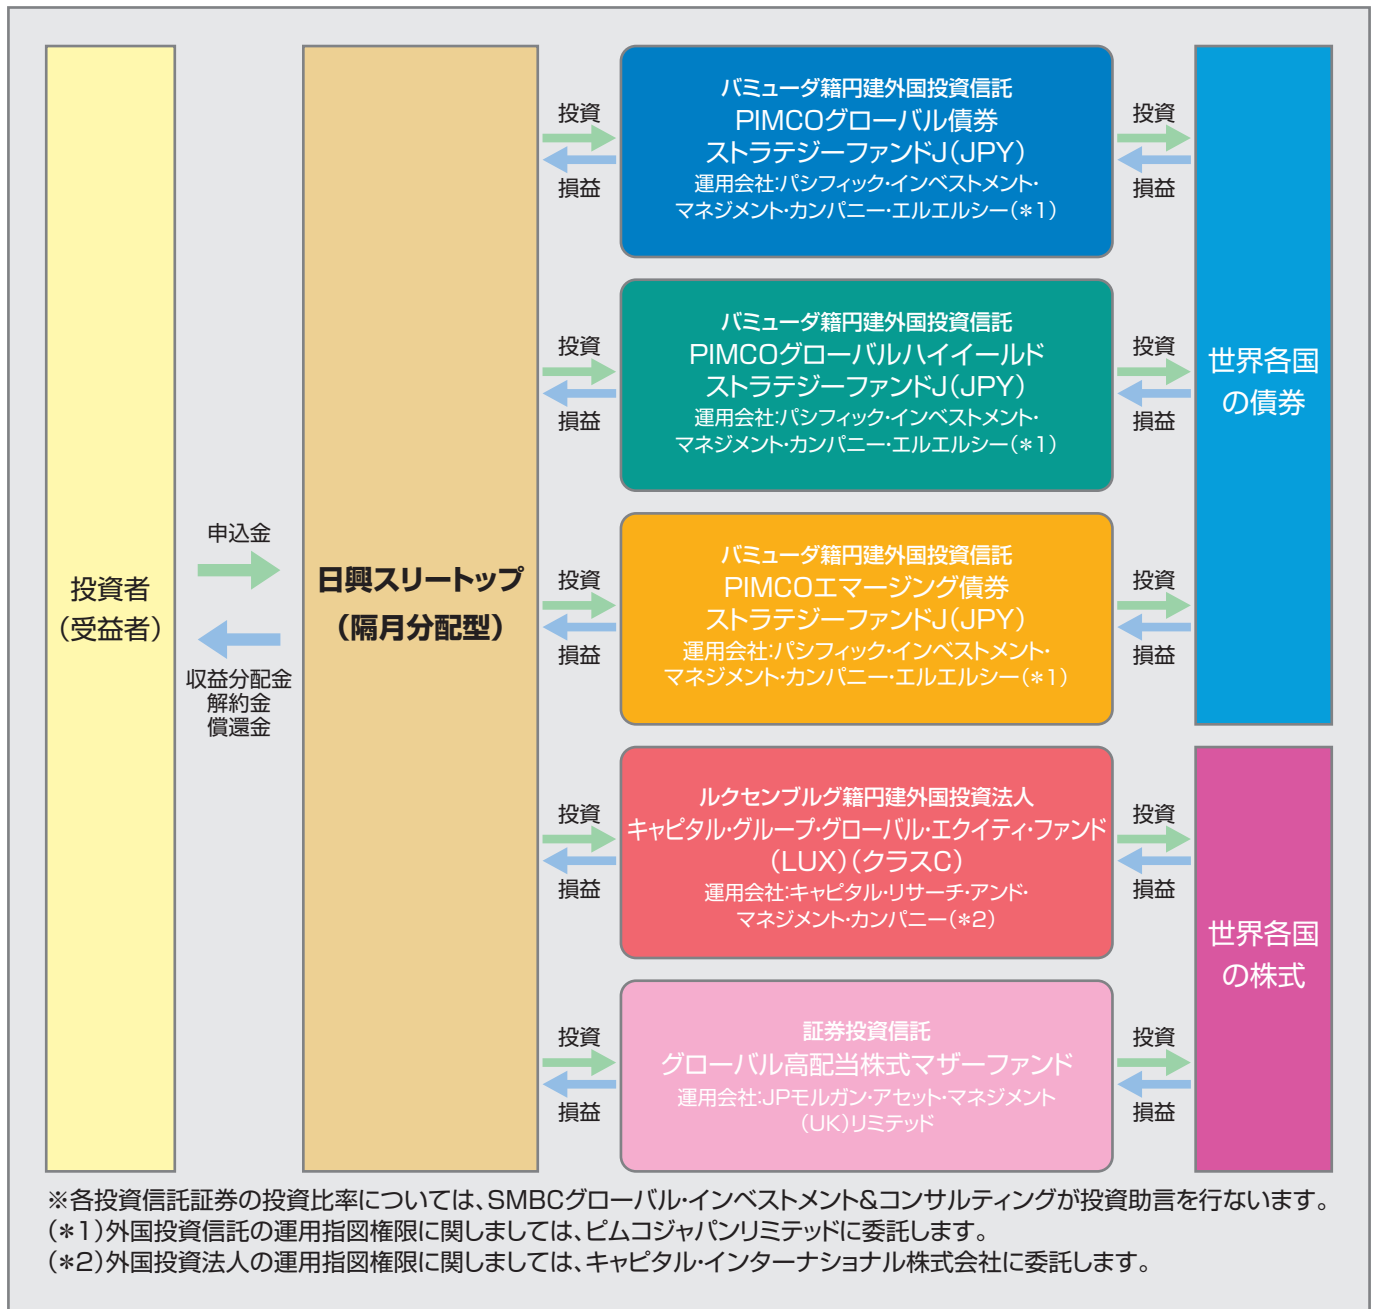 投資者
（受益者）
申込金
収益分配金
解約金
償還金
日興スリートップ
（隔月分配型）
投資
損益
バミューダ籍円建外国投資信託
PIMCOグローバル債券
ストラテジーファンドJ（JPY）
運用会社：パシフィック・インベストメント・
マネジメント・カンパニー・エルエルシー（＊1）
投資
損益
投資
損益
バミューダ籍円建外国投資信託
PIMCOグローバルハイイールド
ストラテジーファンドJ（JPY）
運用会社：パシフィック・インベストメント・
マネジメント・カンパニー・エルエルシー（＊1）
投資
損益
投資
損益
バミューダ籍円建外国投資信託
PIMCOエマージング債券
ストラテジーファンドJ（JPY）
運用会社：パシフィック・インベストメント・
マネジメント・カンパニー・エルエルシー（＊1）
投資
損益
世界各国
の債券
投資
損益
ルクセンブルグ籍円建外国投資法人
キャピタル・グループ・グローバル・エクイティ・ファンド
（LUX）（クラスC）
運用会社：キャピタル・リサーチ・アンド・
マネジメント・カンパニー（＊2）
投資
損益
投資
損益
証券投資信託
グローバル高配当株式マザーファンド
運用会社：JPモルガン・アセット・マネジメント
（UK）リミテッド
投資
損益
世界各国
の株式
※各投資信託証券の投資比率については、SMBCグローバル・インベストメント&コンサルティングが投資助言を行ないます。
（＊1）外国投資信託の運用指図権限に関しましては、ピムコジャパンリミテッドに委託します。
（＊2）外国投資法人の運用指図権限に関しましては、キャピタル・インターナショナル株式会社に委託します。